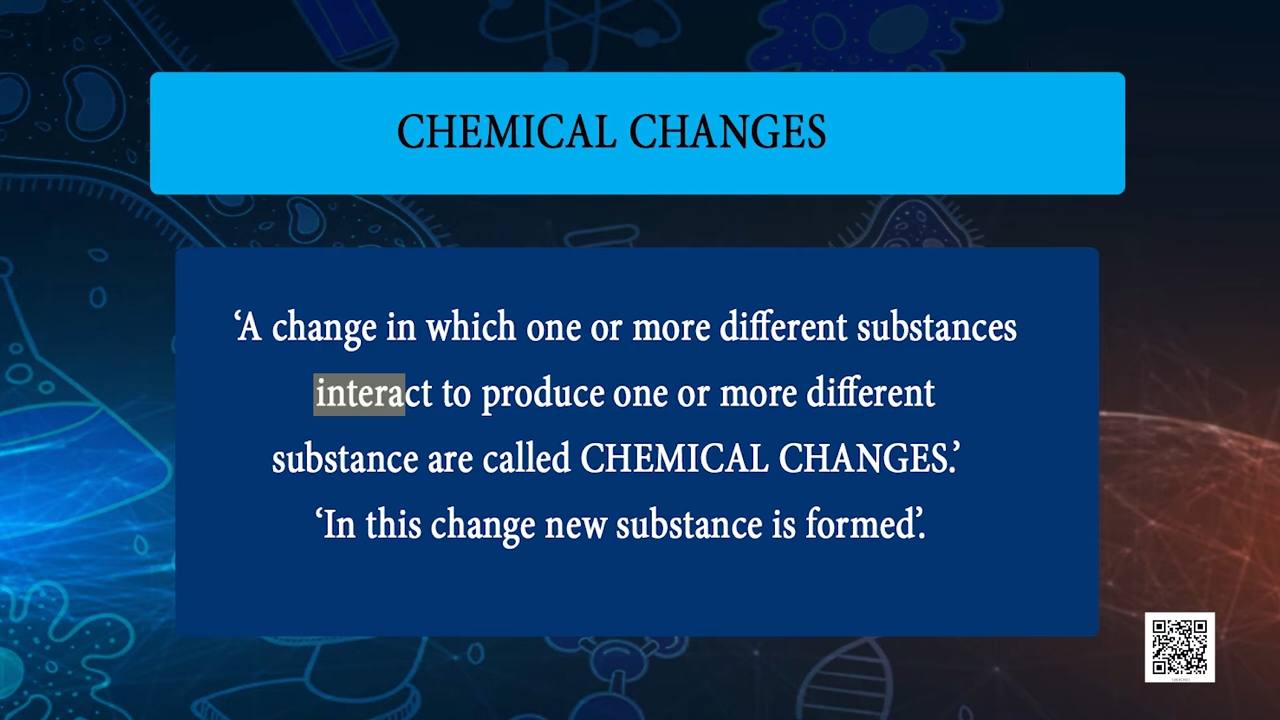 CHEMICAL CHANGES
‘A change in which one or more different substances
interact to produce one or more different
substance are called CHEMICAL CHANGES.’
‘In this change new substance is formed’.